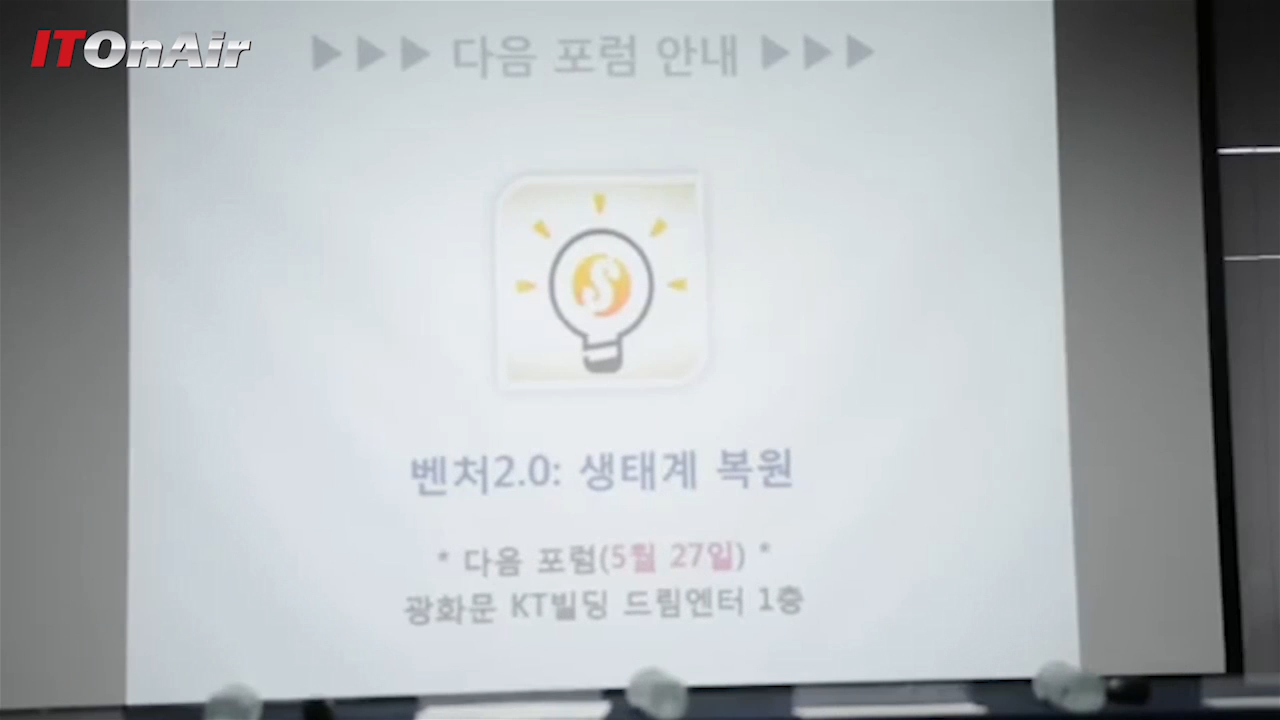 ITOnAir
▶▶▶ 다음 포럼 안내 ▶▶▶
S
벤처2.0: 생태계 복원
* 다음 포럼(5월 27일) *
광화문 KT빌딩 드림엔터 1층